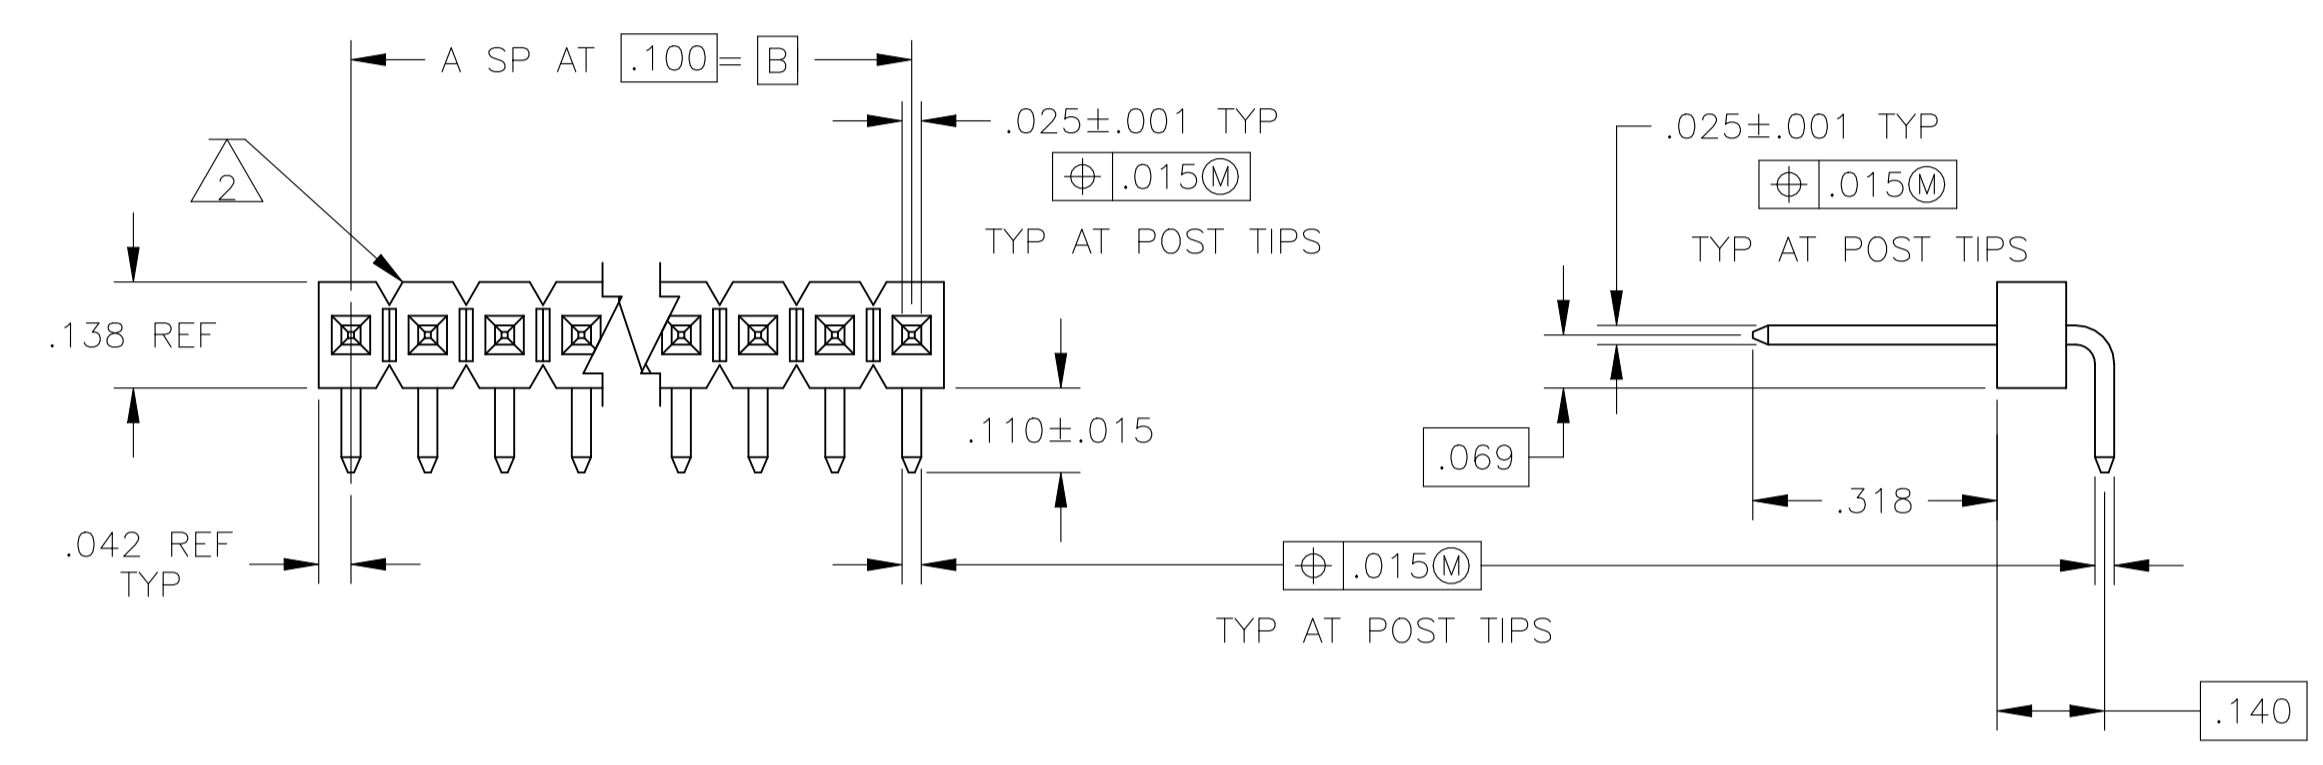 A SP AT .100 = B
.025±.001 TYP
⌖ .015Ⓜ
TYP AT POST TIPS
2
.138 REF
.110±.015
.042 REF
TYP
.025±.001 TYP
⌖ .015Ⓜ
TYP AT POST TIPS
.069
.318
⌖ .015Ⓜ
TYP AT POST TIPS
.140